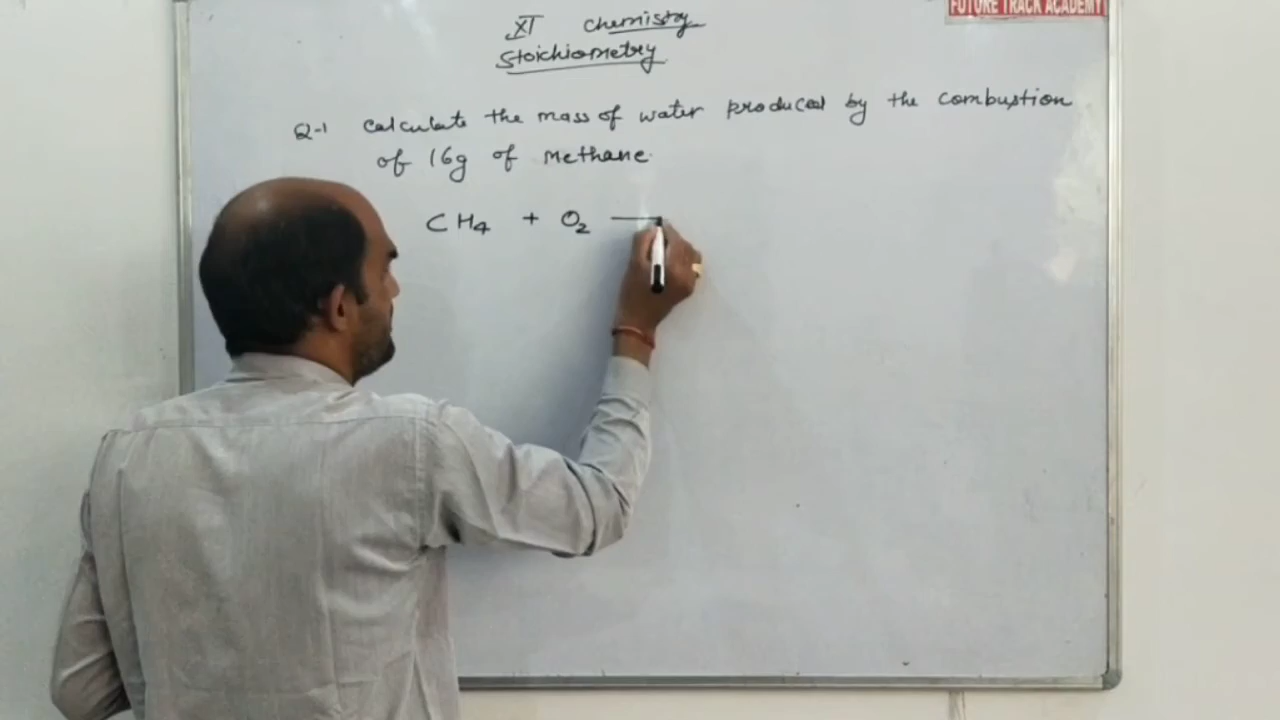 FUTURE TRACK ACADEMY
XI Chemistry
Stoichiometry
Q-1 Calculate the mass of water produced by the combustion
of 16g of Methane.
CH₄ + O₂ —